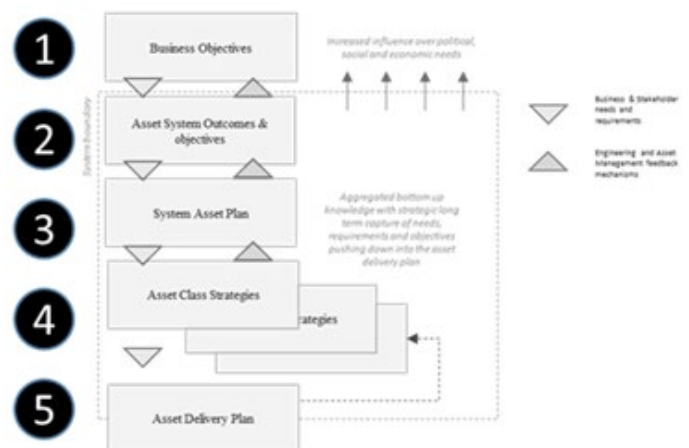 1
Business Objectives
Increased influence over political,
social and economic needs
System boundary
2
Asset System Outcomes &
objectives
Business & Stakeholder
needs and
requirements
Engineering and Asset
Management feedback
mechanisms
3
System Asset Plan
Aggregated bottom up
knowledge with strategic long
term capture of needs,
requirements and objectives
pushing down into the asset
delivery plan
4
Asset Class Strategies
5
Asset Delivery Plan